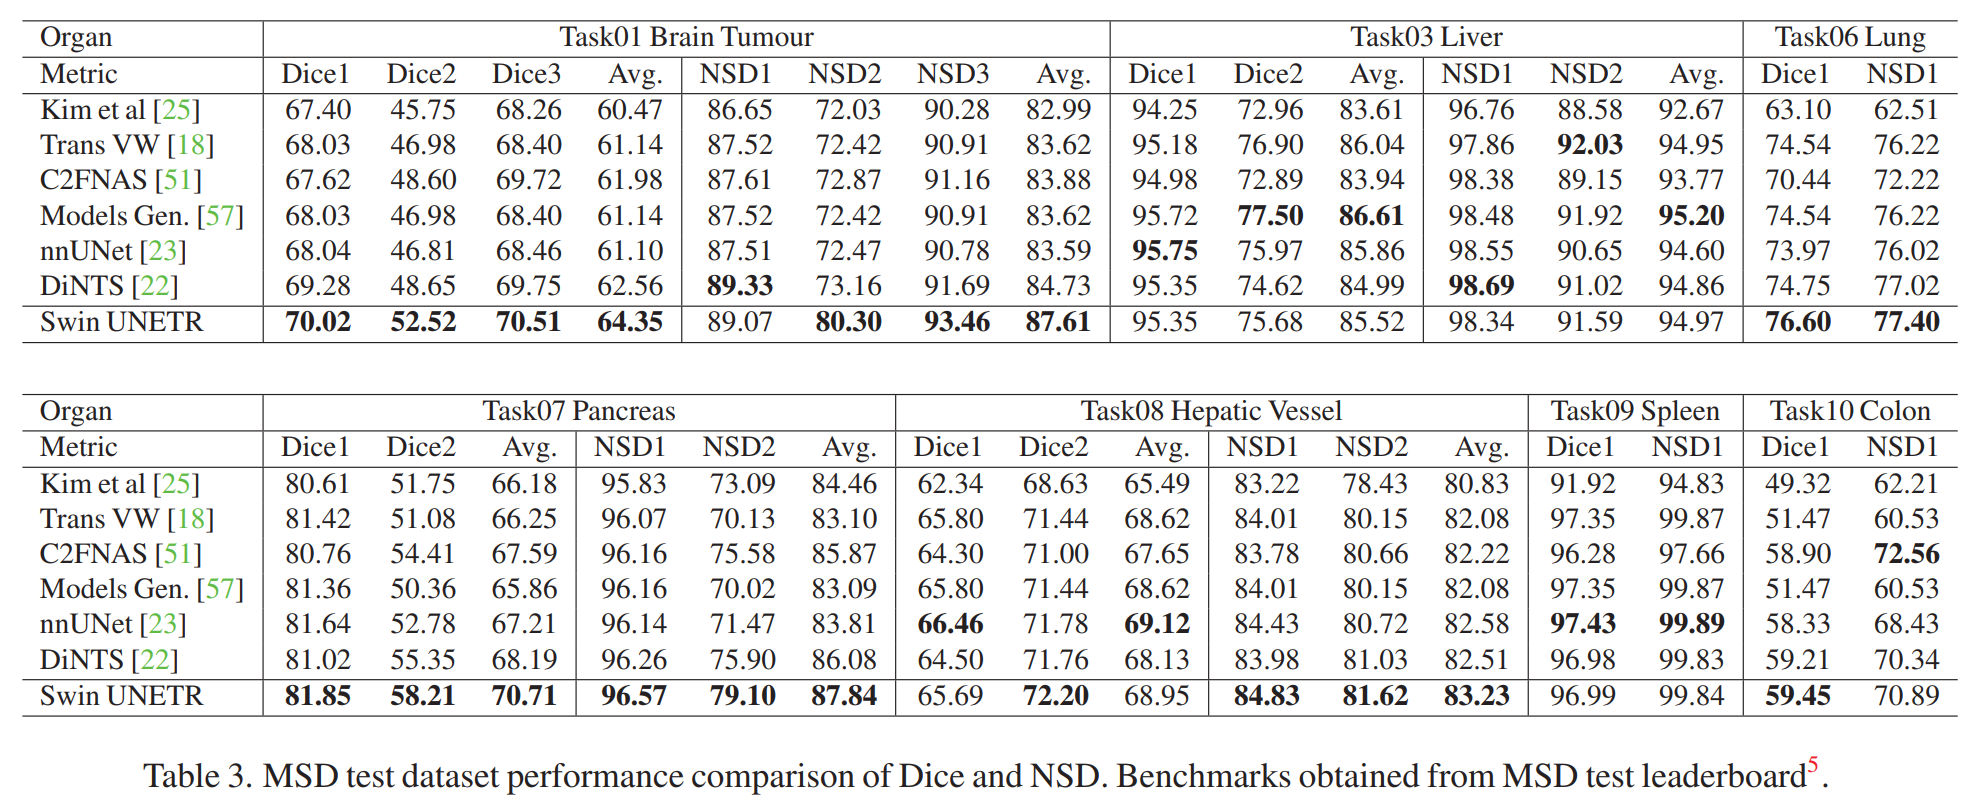 Organ Task01 Brain Tumour Task03 Liver Task06 Lung
Metric Dice1 Dice2 Dice3 Avg. NSD1 NSD2 NSD3 Avg. Dice1 Dice2 Avg. NSD1 NSD2 Avg. Dice1 NSD1
Kim et al [25] 67.40 45.75 68.26 60.47 86.65 72.03 90.28 82.99 94.25 72.96 83.61 96.76 88.58 92.67 63.10 62.51
Trans VW [18] 68.03 46.98 68.40 61.14 87.52 72.42 90.91 83.62 95.18 76.90 86.04 97.86 92.03 94.95 74.54 76.22
C2FNAS [51] 67.62 48.60 69.72 61.98 87.61 72.87 91.16 83.88 94.98 72.89 83.94 98.38 89.15 93.77 70.44 72.22
Models Gen. [57] 68.03 46.98 68.40 61.14 87.52 72.42 90.91 83.62 95.72 77.50 86.61 98.48 91.92 95.20 74.54 76.22
nnUNet [23] 68.04 46.81 68.46 61.10 87.51 72.47 90.78 83.59 95.75 75.97 85.86 98.55 90.65 94.60 73.97 76.02
DiNTS [22] 69.28 48.65 69.75 62.56 89.33 73.16 91.69 84.73 95.35 74.62 84.99 98.69 91.02 94.86 74.75 77.02
Swin UNETR 70.02 52.52 70.51 64.35 89.07 80.30 93.46 87.61 95.35 75.68 85.52 98.34 91.59 94.97 76.60 77.40
Organ Task07 Pancreas Task08 Hepatic Vessel Task09 Spleen Task10 Colon
Metric Dice1 Dice2 Avg. NSD1 NSD2 Avg. Dice1 Dice2 Avg. NSD1 NSD2 Avg. Dice1 NSD1 Dice1 NSD1
Kim et al [25] 80.61 51.75 66.18 95.83 73.09 84.46 62.34 68.63 65.49 83.22 78.43 80.83 91.92 94.83 49.32 62.21
Trans VW [18] 81.42 51.08 66.25 96.07 70.13 83.10 65.80 71.44 68.62 84.01 80.15 82.08 97.35 99.87 51.47 60.53
C2FNAS [51] 80.76 54.41 67.59 96.16 75.58 85.87 64.30 71.00 67.65 83.78 80.66 82.22 96.28 97.66 58.90 72.56
Models Gen. [57] 81.36 50.36 65.86 96.16 70.02 83.09 65.80 71.44 68.62 84.01 80.15 82.08 97.35 99.87 51.47 60.53
nnUNet [23] 81.64 52.78 67.21 96.14 71.47 83.81 66.46 71.78 69.12 84.43 80.72 82.58 97.43 99.89 58.33 68.43
DiNTS [22] 81.02 55.35 68.19 96.26 75.90 86.08 64.50 71.76 68.13 83.98 81.03 82.51 96.98 99.83 59.21 70.34
Swin UNETR 81.85 58.21 70.71 96.57 79.10 87.84 65.69 72.20 68.95 84.83 81.62 83.23 96.99 99.84 59.45 70.89
Table 3. MSD test dataset performance comparison of Dice and NSD. Benchmarks obtained from MSD test leaderboard5.